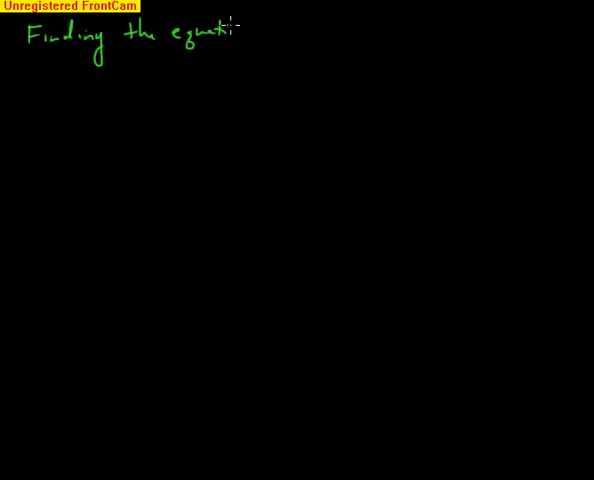 Unregistered FrontCam
Finding the equati